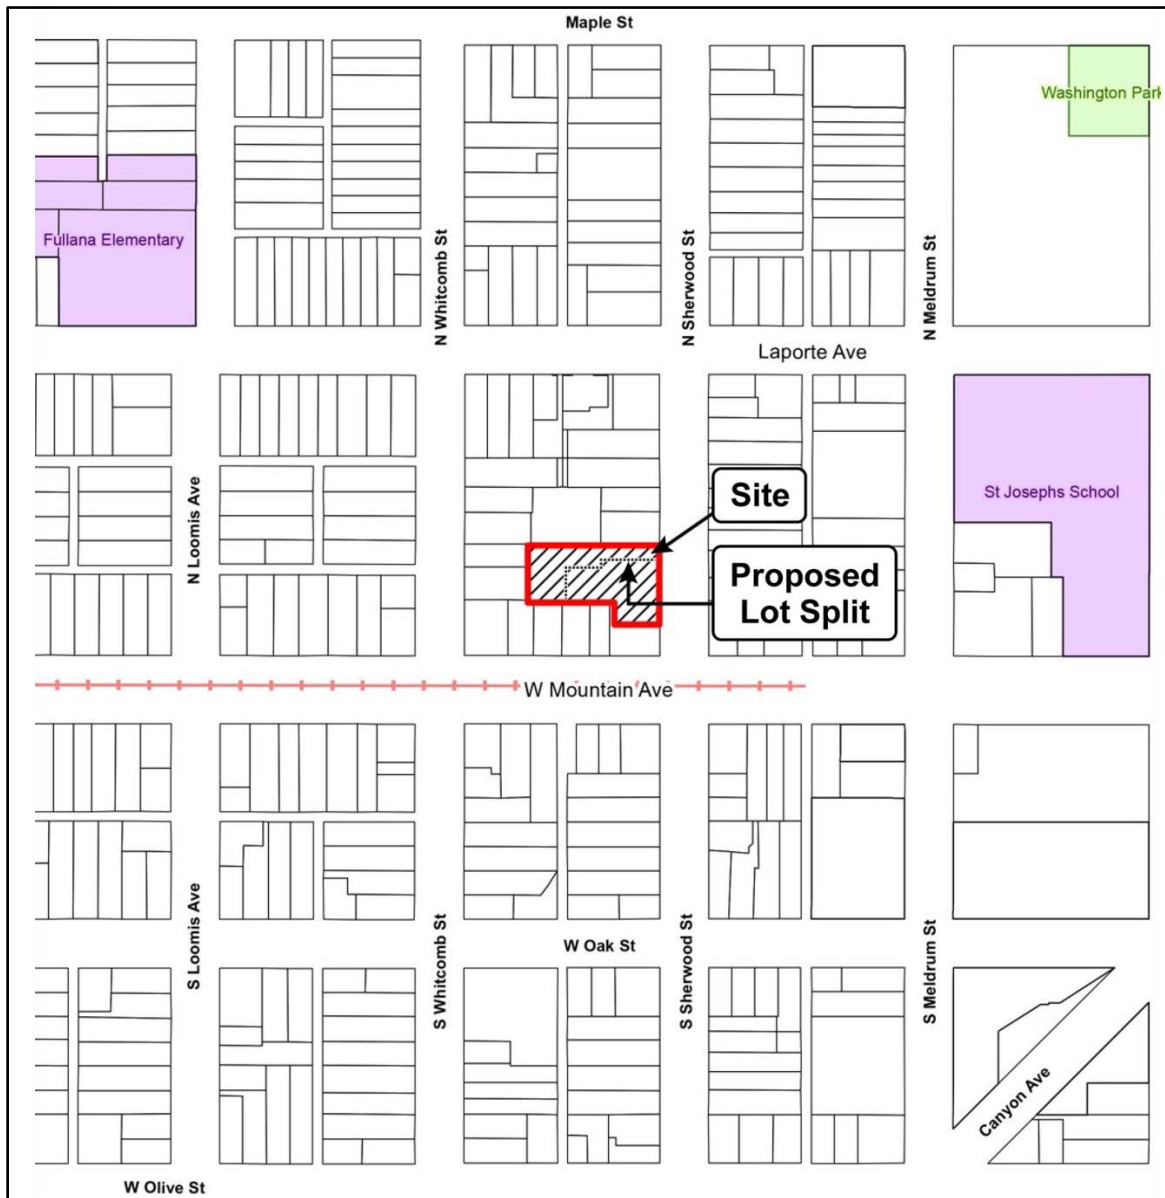 Maple St
Washington Park
Fullana Elementary
N Whitcomb St
N Sherwood St
N Meldrum St
Laporte Ave
N Loomis Ave
Site
St Josephs School
Proposed
Lot Split
W Mountain Ave
S Loomis Ave
S Whitcomb St
W Oak St
S Sherwood St
S Meldrum St
Canyon Ave
W Olive St